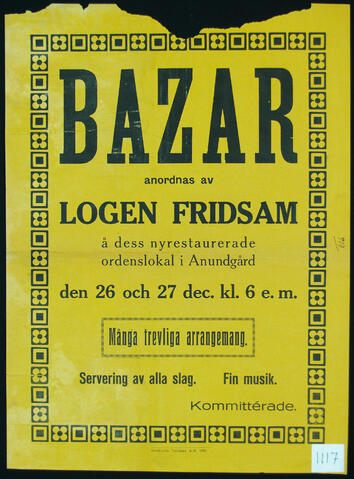 BAZAR
anordnas av
LOGEN FRIDSAM
å dess nyrestaurerade
ordenslokal i Anundgård
den 26 och 27 dec. kl. 6 e. m.
Många trevliga arrangemang.
Servering av alla slag. Fin musik.
Kommittérade.
1117